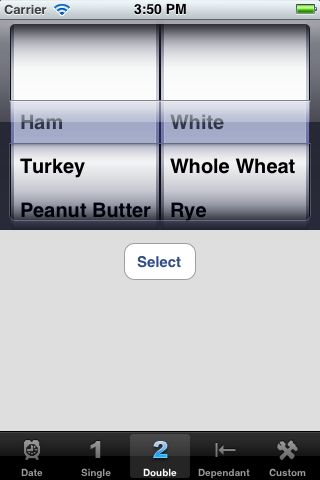 Carrier 3:50 PM
Ham White
Turkey Whole Wheat
Peanut Butter Rye
Select
1 2
Date Single Double Dependant Custom